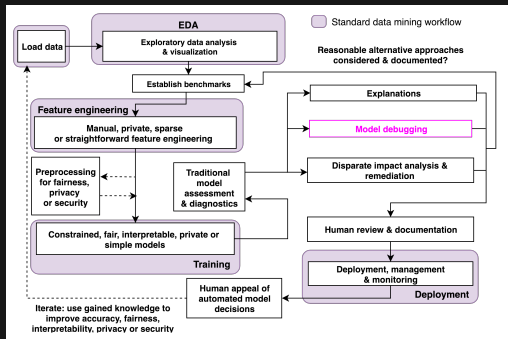 EDA
Standard data mining workflow
Load data
Exploratory data analysis
& visualization
Reasonable alternative approaches
considered & documented?
Establish benchmarks
Explanations
Feature engineering
Manual, private, sparse
or straightforward feature engineering
Model debugging
Preprocessing
for fairness,
privacy
or security
Traditional
model
assessment
& diagnostics
Disparate impact analysis &
remediation
Constrained, fair, interpretable, private or
simple models
Training
Human review & documentation
Deployment, management
& monitoring
Deployment
Human appeal of
automated model
decisions
Iterate: use gained knowledge to
improve accuracy, fairness,
interpretability, privacy or security